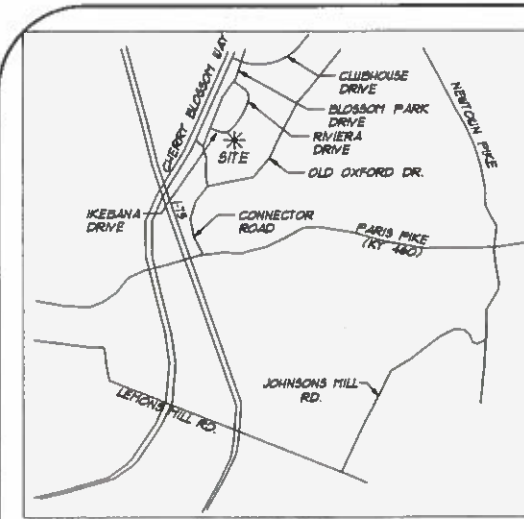 CHERRY BLOSSOM WAY
CLUBHOUSE
DRIVE
BLOSSOM PARK
DRIVE
RIVIERA
DRIVE
SITE
OLD OXFORD DR.
NEWTOWN PIKE
IKEBANA
DRIVE
I-75
CONNECTOR
ROAD
PARIS PIKE
(KY 460)
JOHNSONS MILL
RD.
LEMONS MILL RD.